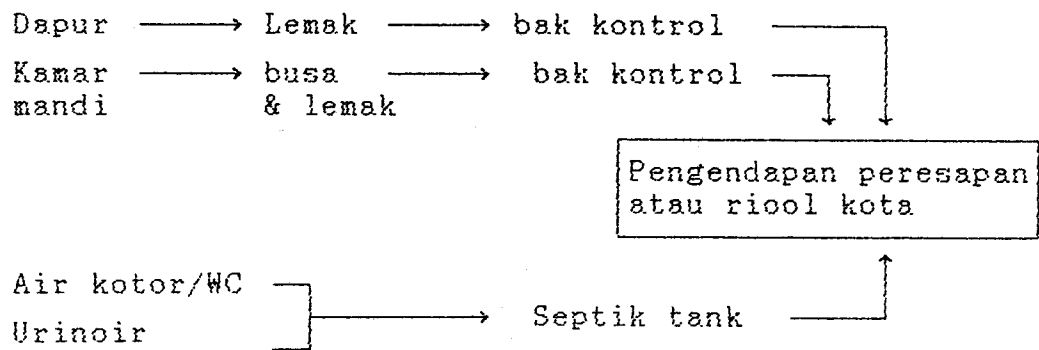 Dapur Lemak bak kontrol
Kamar busa bak kontrol
mandi & lemak
Pengendapan peresapan
atau riool kota
Air kotor/WC
Urinoir
Septik tank